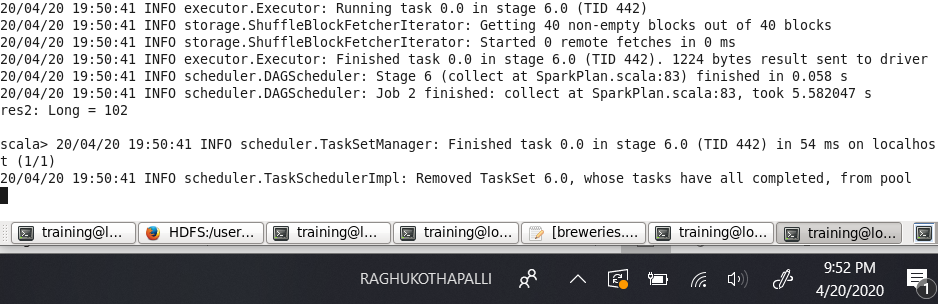 20/04/20 19:50:41 INFO executor.Executor: Running task 0.0 in stage 6.0 (TID 442)
20/04/20 19:50:41 INFO storage.ShuffleBlockFetcherIterator: Getting 40 non-empty blocks out of 40 blocks
20/04/20 19:50:41 INFO storage.ShuffleBlockFetcherIterator: Started 0 remote fetches in 0 ms
20/04/20 19:50:41 INFO executor.Executor: Finished task 0.0 in stage 6.0 (TID 442). 1224 bytes result sent to driver
20/04/20 19:50:41 INFO scheduler.DAGScheduler: Stage 6 (collect at SparkPlan.scala:83) finished in 0.058 s
20/04/20 19:50:41 INFO scheduler.DAGScheduler: Job 2 finished: collect at SparkPlan.scala:83, took 5.582047 s
res2: Long = 102
scala> 20/04/20 19:50:41 INFO scheduler.TaskSetManager: Finished task 0.0 in stage 6.0 (TID 442) in 54 ms on localhos
t (1/1)
20/04/20 19:50:41 INFO scheduler.TaskSchedulerImpl: Removed TaskSet 6.0, whose tasks have all completed, from pool
training@l... HDFS:/user... training@l... training@lo... [breweries.... training@lo... training@lo...
RAGHUKOTHAPALLI
9:52 PM
4/20/2020
1